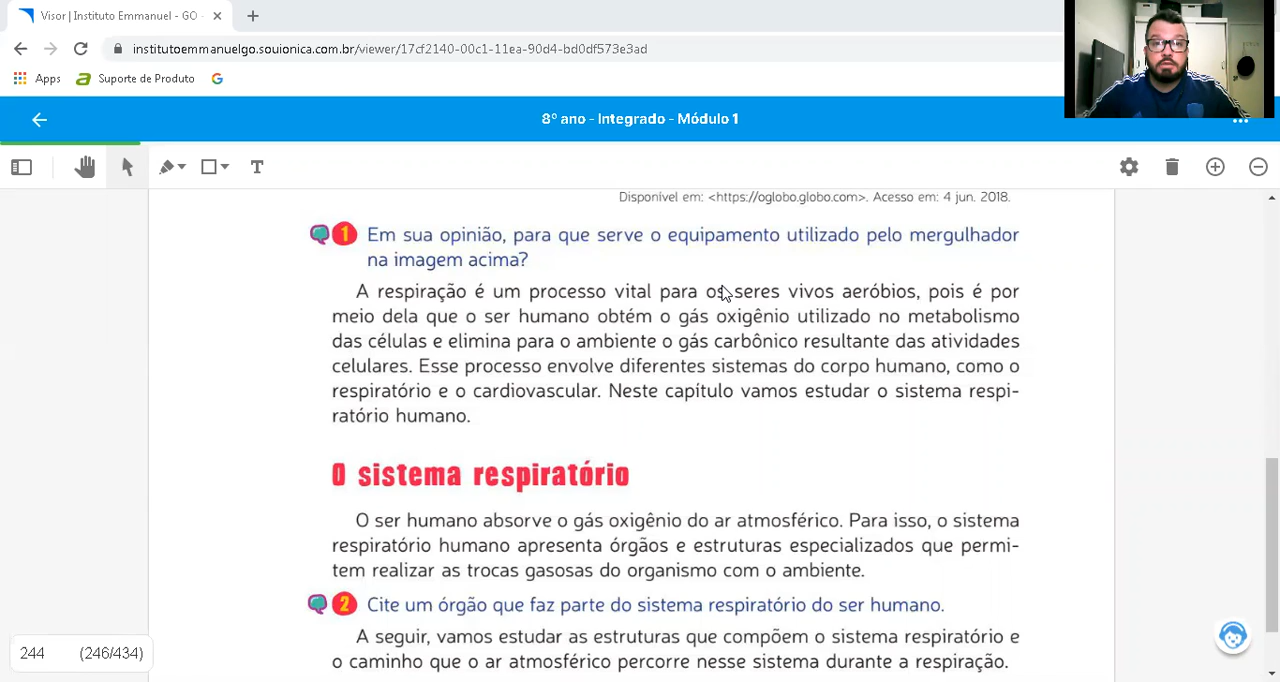 Visor | Instituto Emmanuel - GO -
institutoemmanuelgo.souionica.com.br/viewer/17cf2140-00c1-11ea-90d4-bd0df573e3ad
Apps Suporte de Produto
8º ano - Integrado - Módulo 1
T
Disponível em: <https://oglobo.globo.com>. Acesso em: 4 jun. 2018.
1 Em sua opinião, para que serve o equipamento utilizado pelo mergulhador
na imagem acima?
A respiração é um processo vital para os seres vivos aeróbios, pois é por
meio dela que o ser humano obtém o gás oxigênio utilizado no metabolismo
das células e elimina para o ambiente o gás carbônico resultante das atividades
celulares. Esse processo envolve diferentes sistemas do corpo humano, como o
respiratório e o cardiovascular. Neste capítulo vamos estudar o sistema respi-
ratório humano.
O sistema respiratório
O ser humano absorve o gás oxigênio do ar atmosférico. Para isso, o sistema
respiratório humano apresenta órgãos e estruturas especializados que permi-
tem realizar as trocas gasosas do organismo com o ambiente.
2 Cite um órgão que faz parte do sistema respiratório do ser humano.
A seguir, vamos estudar as estruturas que compõem o sistema respiratório e
o caminho que o ar atmosférico percorre nesse sistema durante a respiração.
244 (246/434)